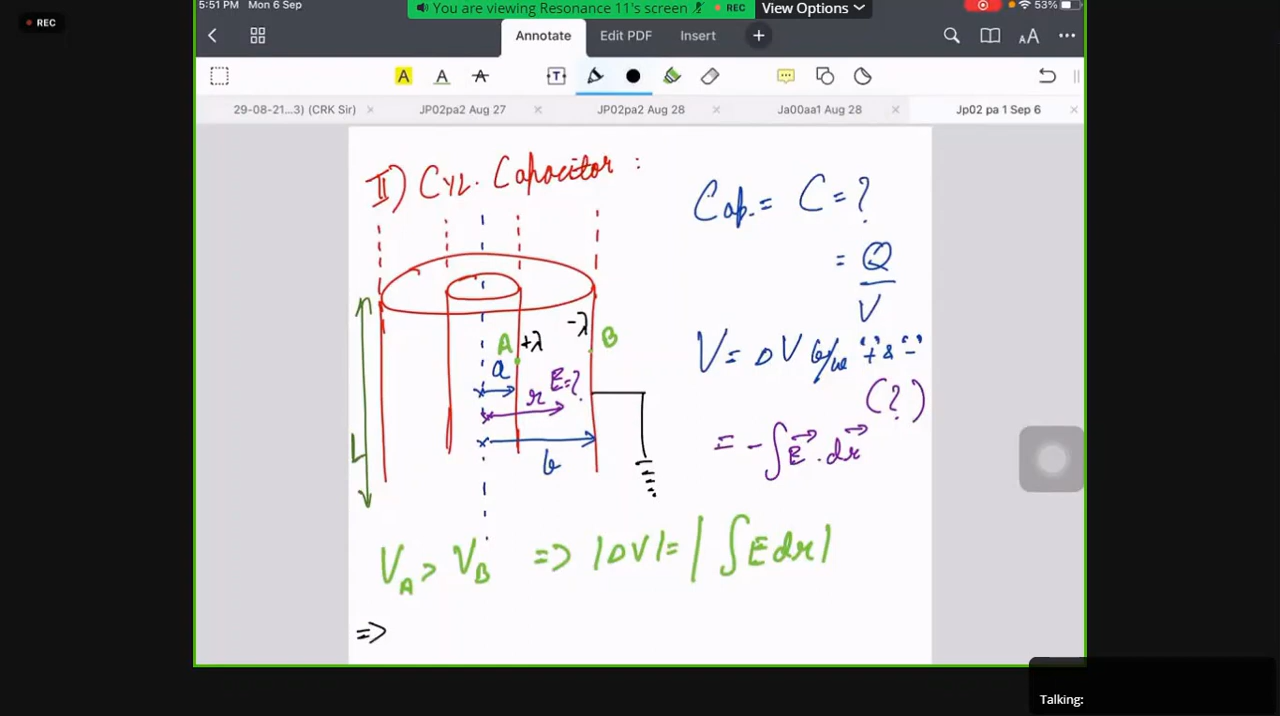 5:51 PM Mon 6 Sep
You are viewing Resonance 11's screen
REC
View Options
53%
REC
Annotate
Edit PDF
Insert
29-08-21...3) (CRK Sir)
JP02pa2 Aug 27
JP02pa2 Aug 28
Ja00aa1 Aug 28
Jp02 pa 1 Sep 6
II) Cyl. Capacitor :
Cap. = C = ?
= Q/V
-λ
A +λ
B
a
E=?
r
b
L
V = ΔV b/w '+' & '-'
(?)
= -∫E⃗ . dr⃗
V_A > V_B => |ΔV| = |∫E dr|
=>
Talking: